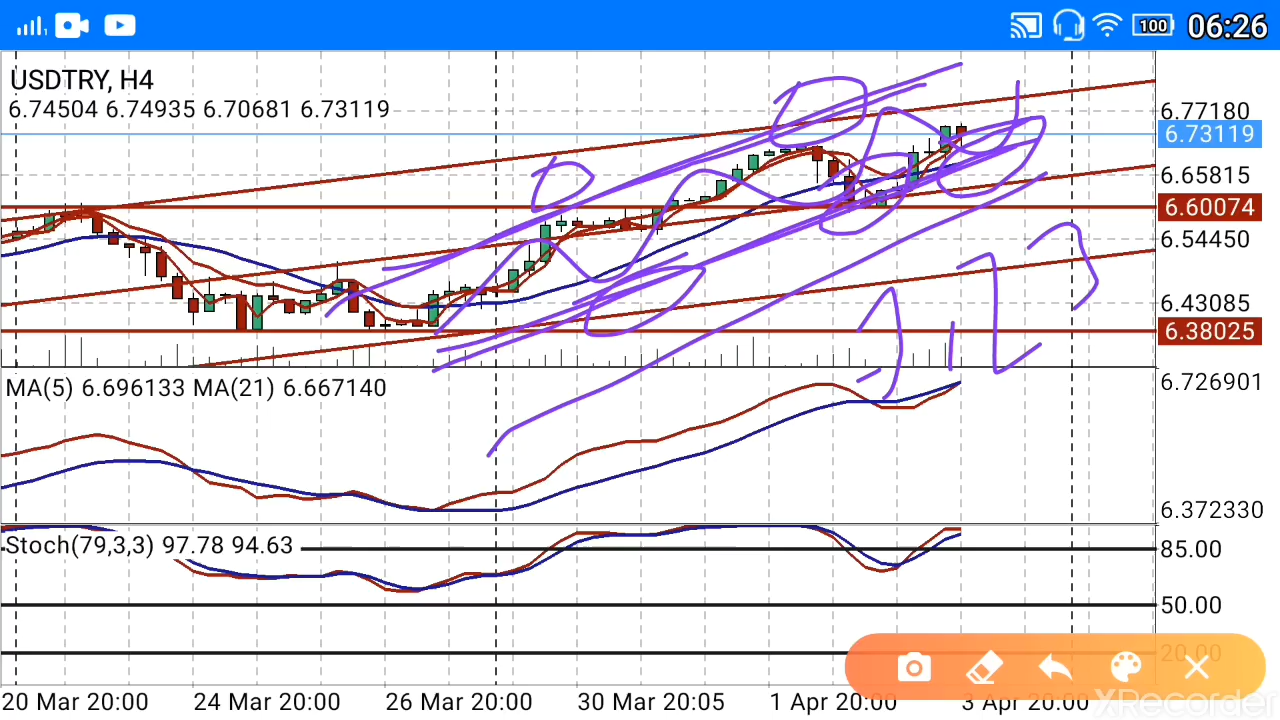 100 06:26
USDTRY, H4
6.74504 6.74935 6.70681 6.73119
6.77180
6.73119
6.65815
6.60074
6.54450
6.43085
6.38025
MA(5) 6.696133 MA(21) 6.667140
6.726901
6.372330
Stoch(79,3,3) 97.78 94.63
85.00
50.00
20.00
20 Mar 20:00 24 Mar 20:00 26 Mar 20:00 30 Mar 20:05 1 Apr 20:00 3 Apr 20:00
XRecorder